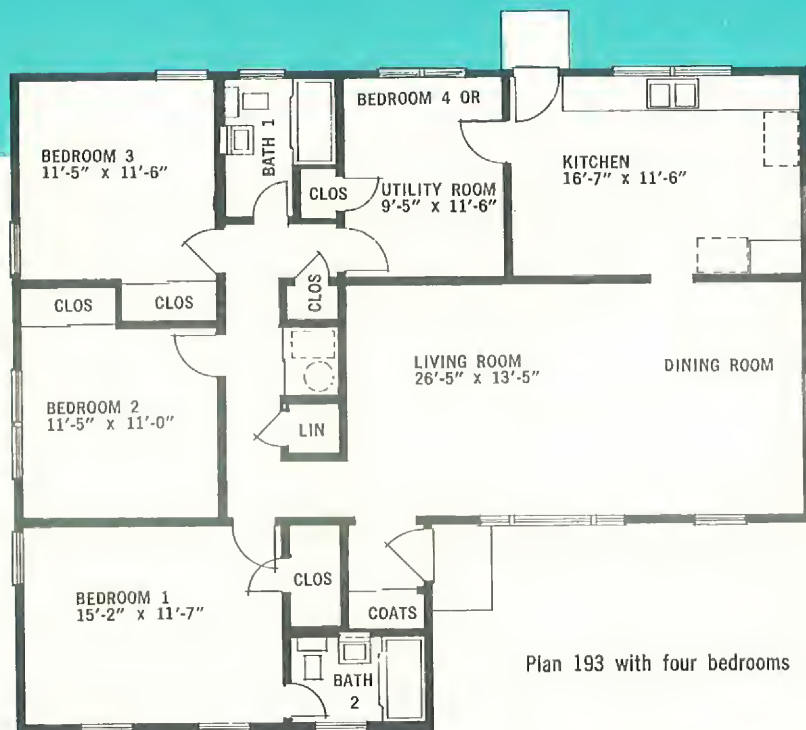 BEDROOM 3
11'-5" X 11'-6"
BATH 1
CLOS
BEDROOM 4 OR
UTILITY ROOM
9'-5" X 11'-6"
KITCHEN
16'-7" X 11'-6"
CLOS
CLOS
CLOS
BEDROOM 2
11'-5" X 11'-0"
LIN
LIVING ROOM
26'-5" X 13'-5"
DINING ROOM
BEDROOM 1
15'-2" X 11'-7"
CLOS
COATS
BATH
2
Plan 193 with four bedrooms